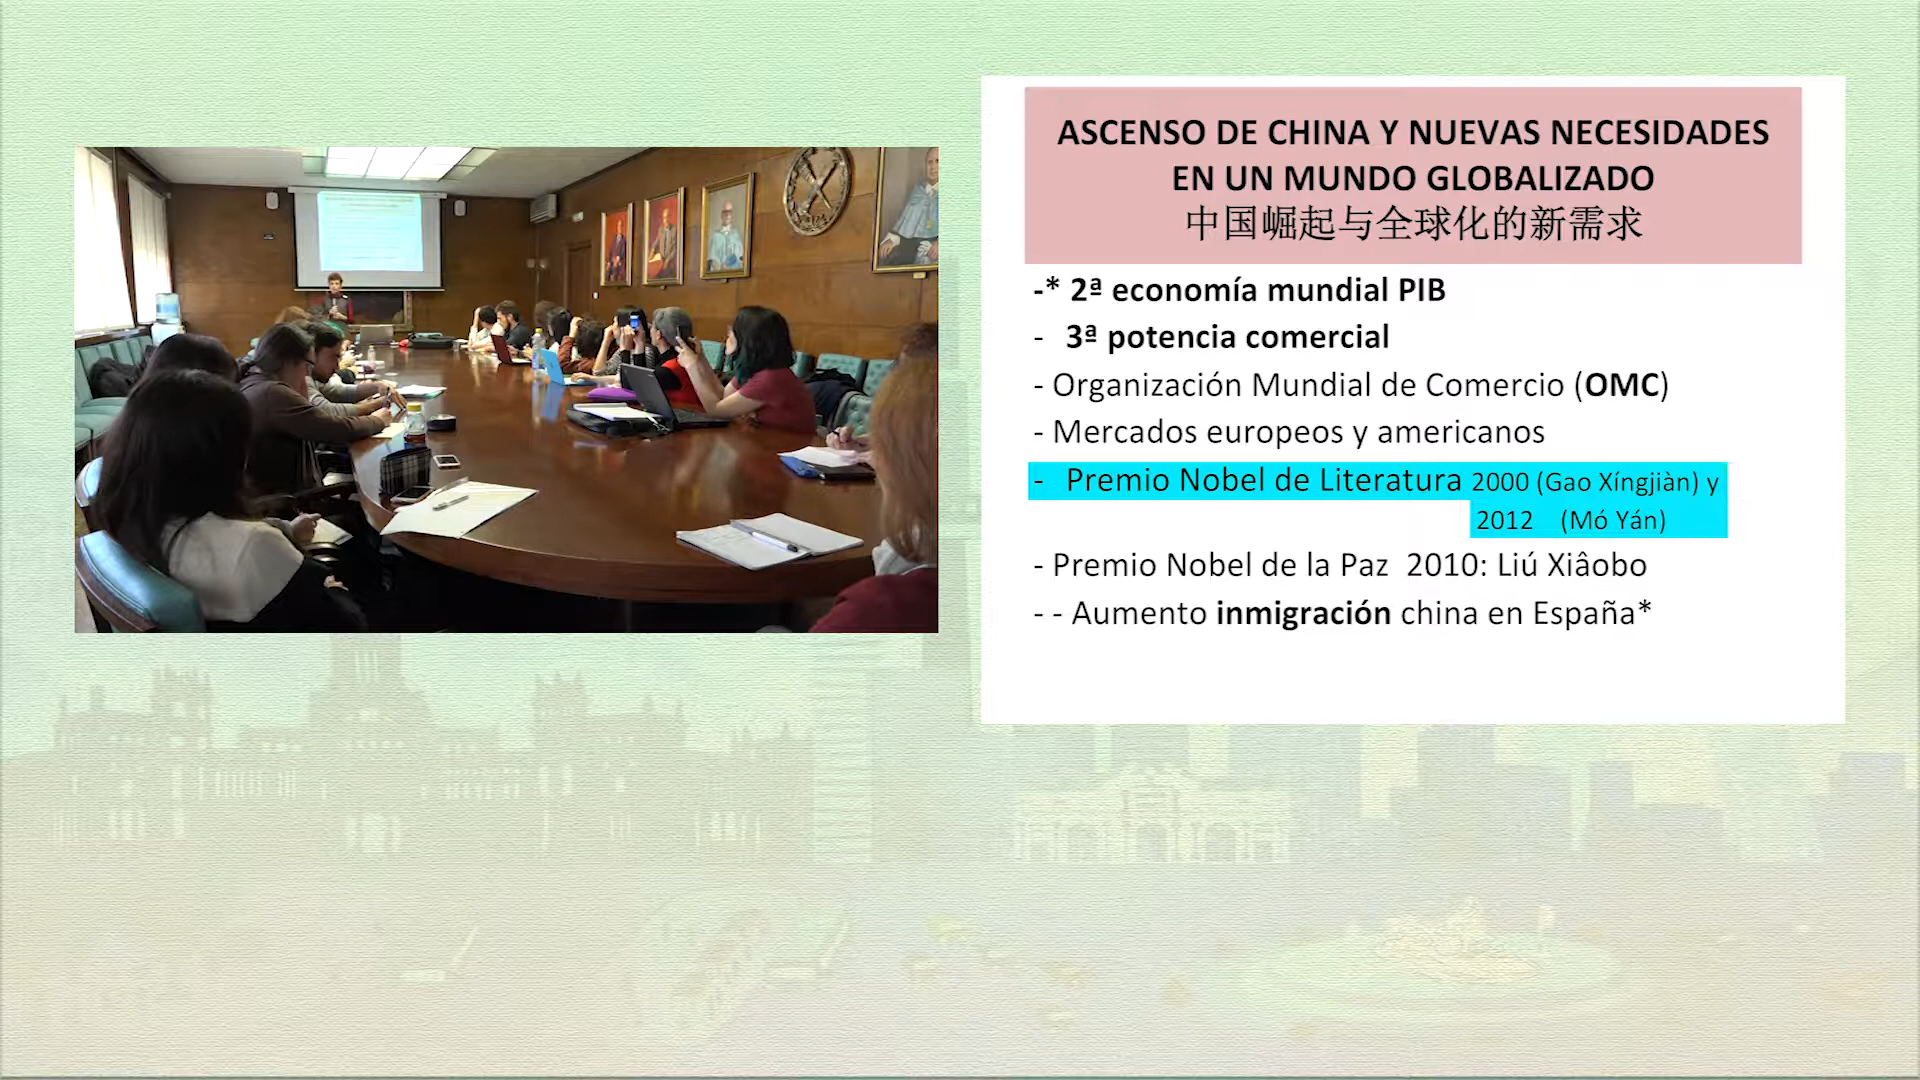 ASCENSO DE CHINA Y NUEVAS NECESIDADES
EN UN MUNDO GLOBALIZADO
中国崛起与全球化的新需求
-* 2ª economía mundial PIB
- 3ª potencia comercial
- Organización Mundial de Comercio (OMC)
- Mercados europeos y americanos
- Premio Nobel de Literatura 2000 (Gao Xíngjiàn) y
2012 (Mó Yán)
- Premio Nobel de la Paz 2010: Liú Xiâobo
- - Aumento inmigración china en España*